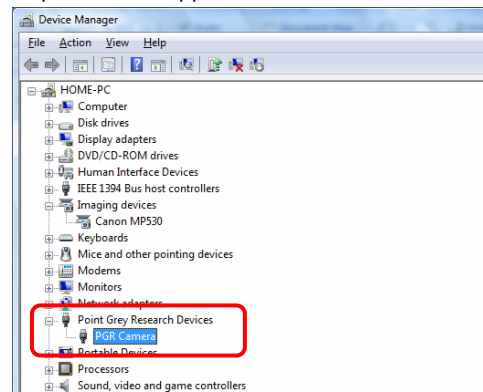 Device Manager
File Action View Help
HOME-PC
Computer
Disk drives
Display adapters
DVD/CD-ROM drives
Human Interface Devices
IEEE 1394 Bus host controllers
Imaging devices
Canon MP530
Keyboards
Mice and other pointing devices
Modems
Monitors
Network adapters
Point Grey Research Devices
PGR Camera
Portable Devices
Processors
Sound, video and game controllers